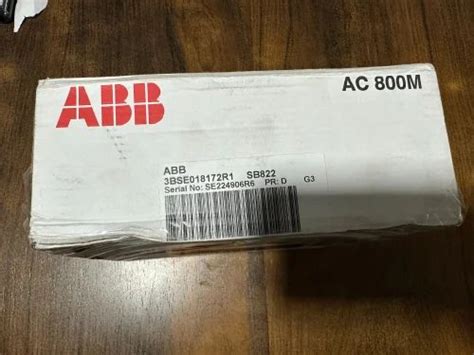 ABB
AC 800M
ABB
3BSE018172R1 SB822
Serial No: SE224906R6 PR: D G3